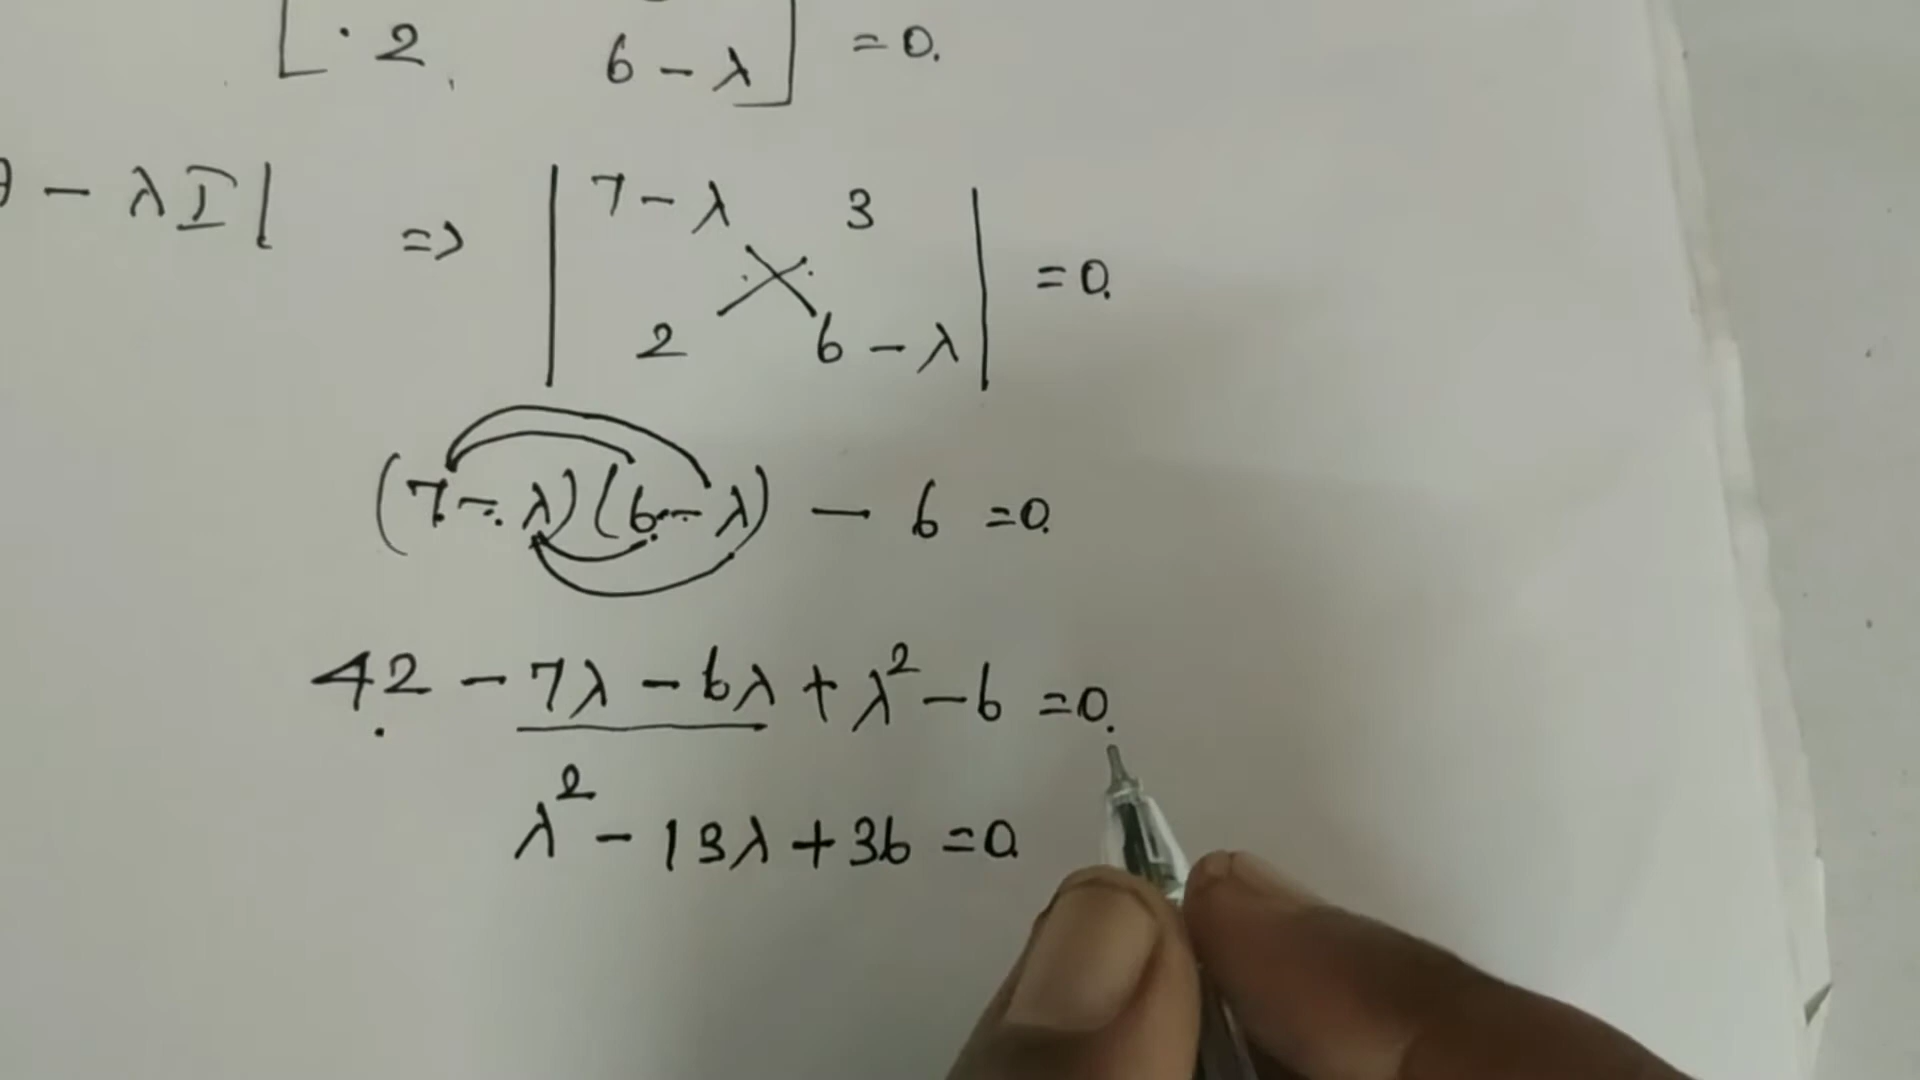 2 6 - λ = 0.
- λI| => | 7 - λ 3 | = 0.
2 6 - λ
(7 - λ)(6 - λ) - 6 = 0.
42 - 7λ - 6λ + λ² - 6 = 0.
λ² - 13λ + 36 = 0